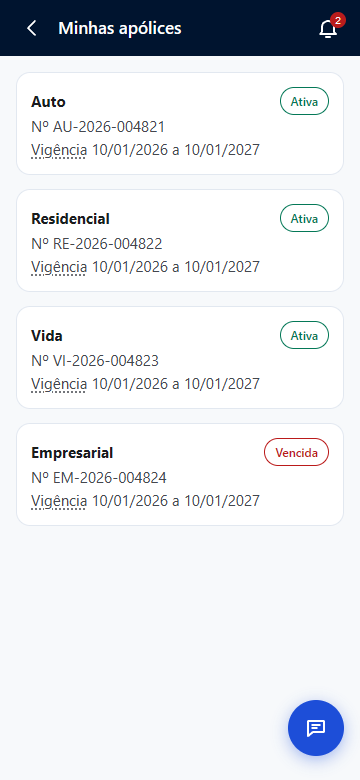 Minhas apólices
2
Auto
Ativa
Nº AU-2026-004821
Vigência 10/01/2026 a 10/01/2027
Residencial
Ativa
Nº RE-2026-004822
Vigência 10/01/2026 a 10/01/2027
Vida
Ativa
Nº VI-2026-004823
Vigência 10/01/2026 a 10/01/2027
Empresarial
Vencida
Nº EM-2026-004824
Vigência 10/01/2026 a 10/01/2027